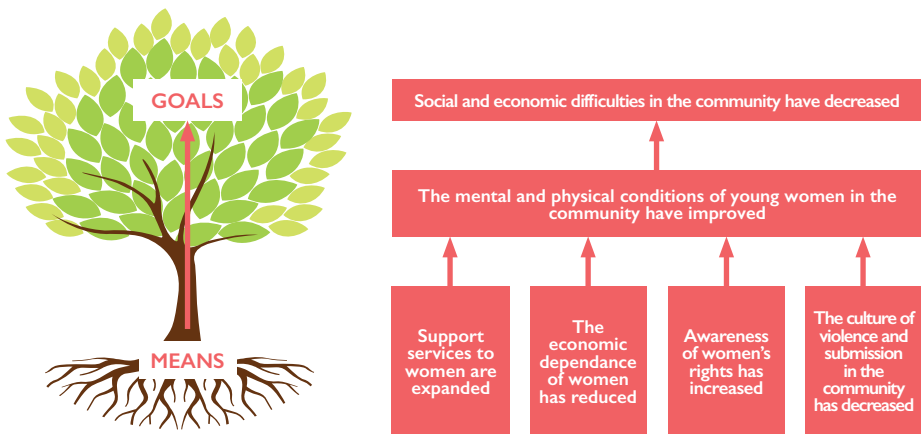 GOALS
MEANS
Social and economic difficulties in the community have decreased
The mental and physical conditions of young women in the
community have improved
Support
services to
women are
expanded
The
economic
dependance
of women
has reduced
Awareness
of women's
rights has
increased
The culture of
violence and
submission
in the
community
has decreased